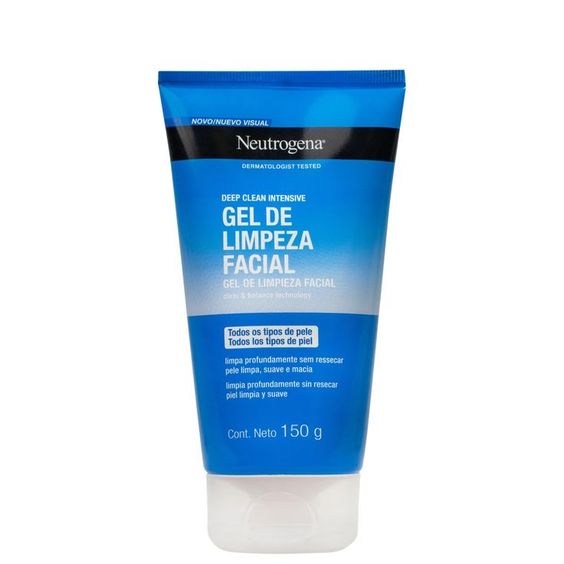 NOVO/NUEVO VISUAL
Neutrogena®
DERMATOLOGIST TESTED
DEEP CLEAN INTENSIVE
GEL DE
LIMPEZA
FACIAL
GEL DE LIMPIEZA FACIAL
clean & balance technology
Todos os tipos de pele
Todos los tipos de piel
limpa profundamente sem ressecar
pele limpa, suave e macia
limpia profundamente sin resecar
piel limpia y suave
Cont. Neto 150 g